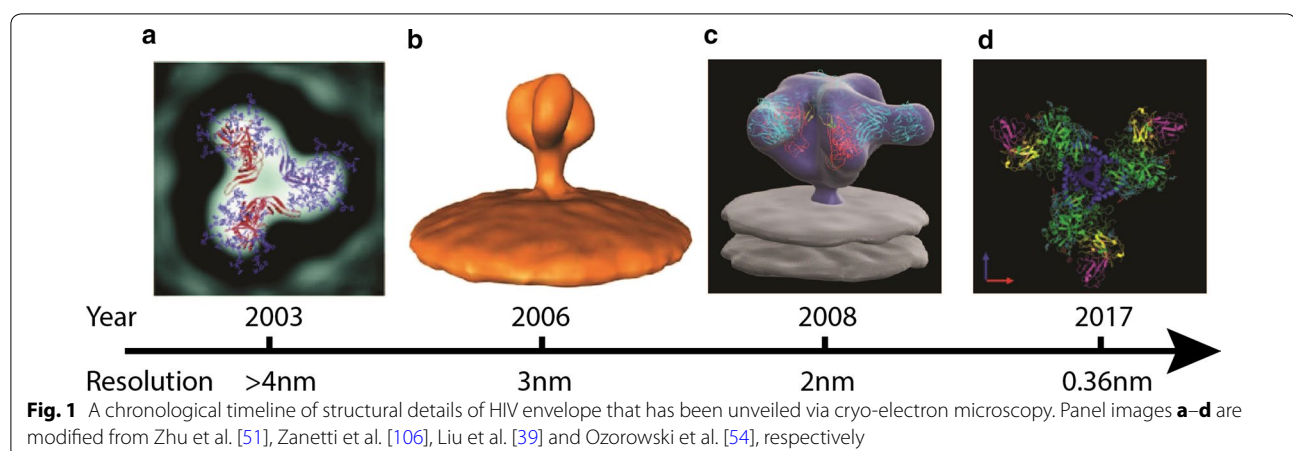 a b c d
Year 2003 2006 2008 2017
Resolution >4nm 3nm 2nm 0.36nm
Fig. 1 A chronological timeline of structural details of HIV envelope that has been unveiled via cryo-electron microscopy. Panel images a–d are
modified from Zhu et al. [51], Zanetti et al. [106], Liu et al. [39] and Ozorowski et al. [54], respectively